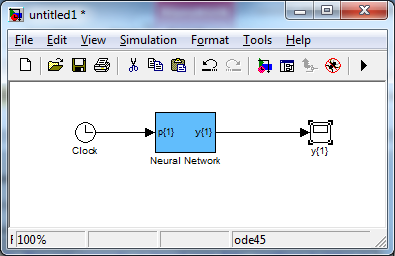 untitled1 *
File Edit View Simulation Format Tools Help
p{1} y{1}
Clock
Neural Network
y{1}
100% ode45